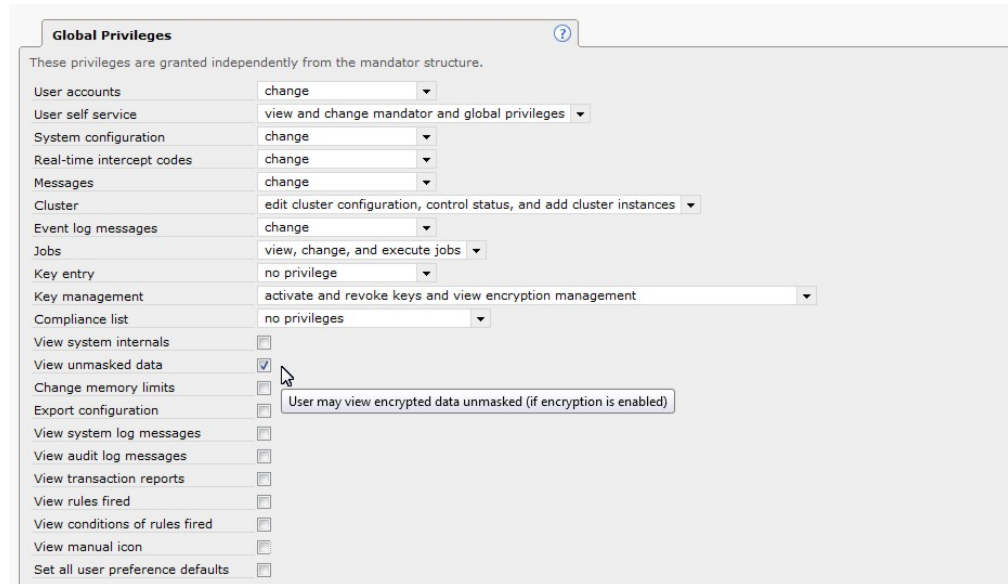 Global Privileges ?
These privileges are granted independently from the mandator structure.
User accounts change
User self service view and change mandator and global privileges
System configuration change
Real-time intercept codes change
Messages change
Cluster edit cluster configuration, control status, and add cluster instances
Event log messages change
Jobs view, change, and execute jobs
Key entry no privilege
Key management activate and revoke keys and view encryption management
Compliance list no privileges
View system internals
View unmasked data
Change memory limits
User may view encrypted data unmasked (if encryption is enabled)
Export configuration
View system log messages
View audit log messages
View transaction reports
View rules fired
View conditions of rules fired
View manual icon
Set all user preference defaults